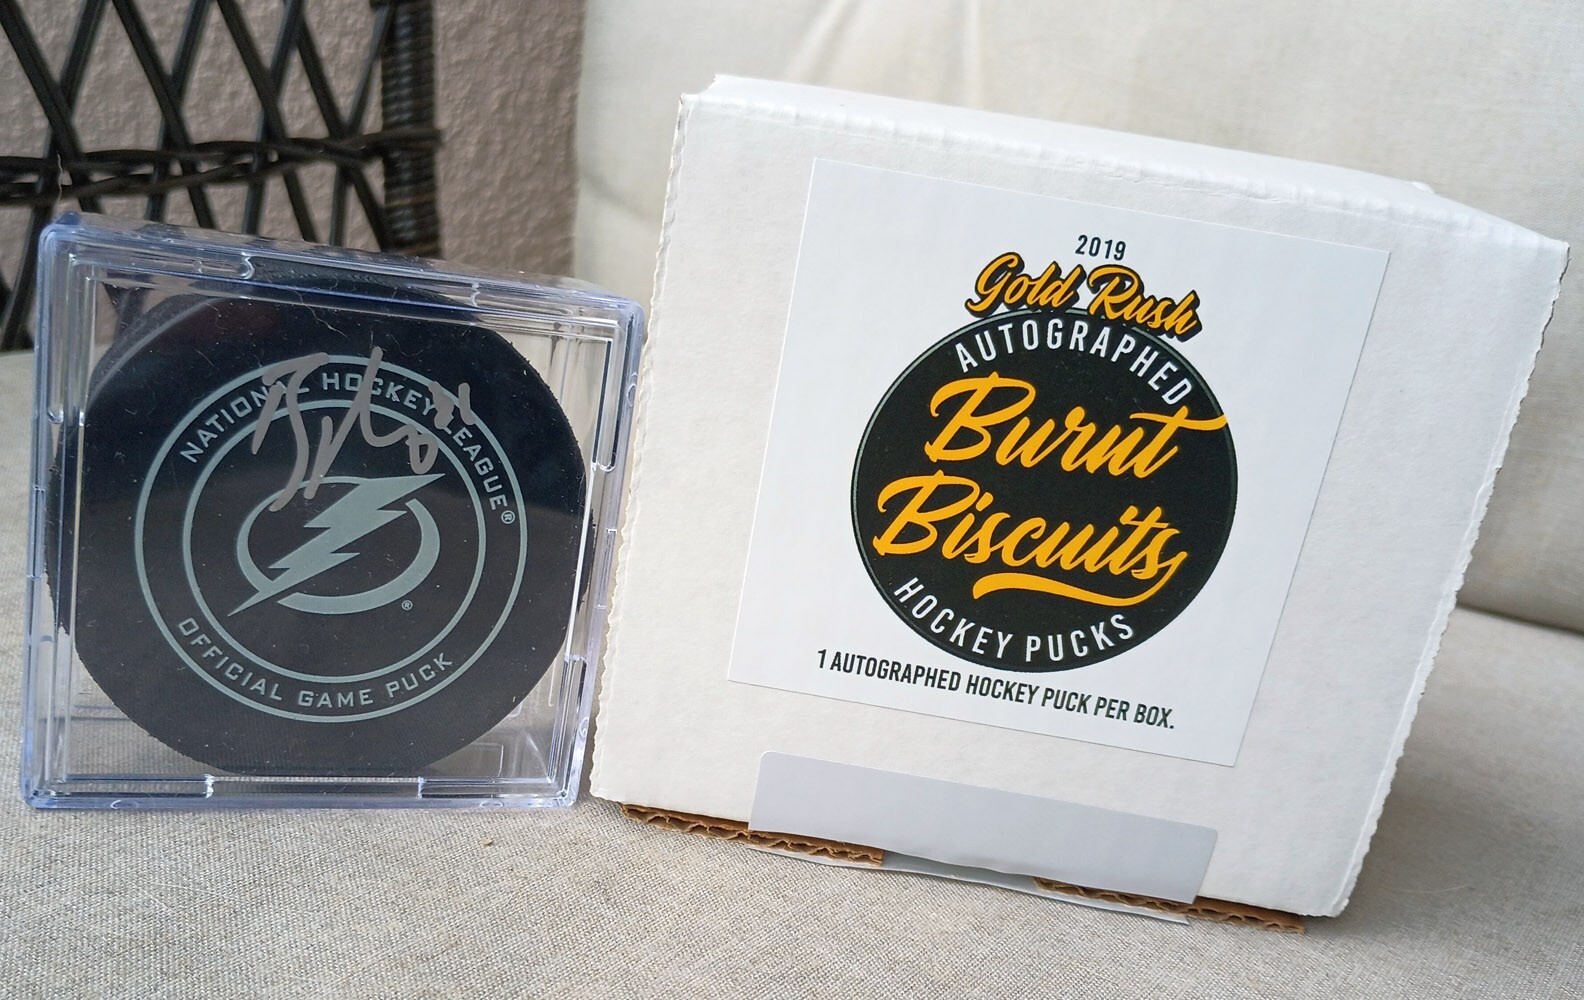 NATIONAL HOCKEY LEAGUE®
®
OFFICIAL GAME PUCK
2019
Gold Rush
AUTOGRAPHED
Burnt
Biscuits
HOCKEY PUCKS
1 AUTOGRAPHED HOCKEY PUCK PER BOX.